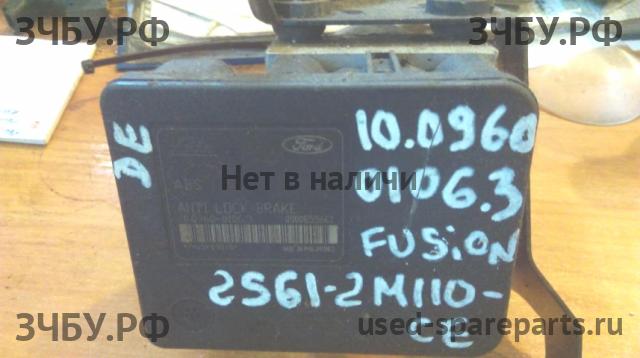 ЗЧБУ.РФ ЗЧБУ.РФ
DE
Ford
10.0960
ABS
Нет в наличии
0106.3
ANTI LOCK BRAKE
FUSiON
2S61-2M110-
CE
ЗЧБУ.РФ used-spareparts.ru